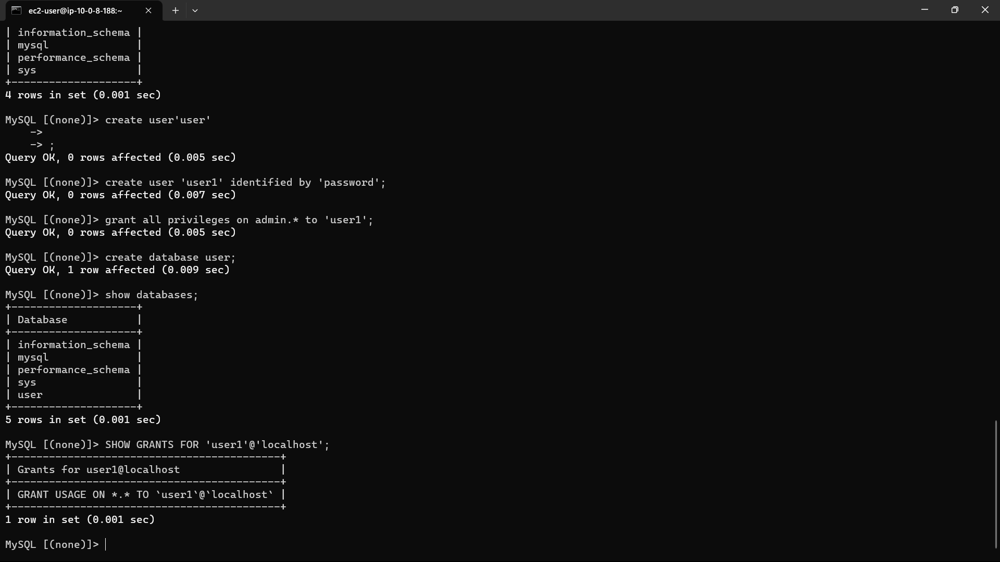 ec2-user@ip-10-0-8-188:~
| information_schema |
| mysql              |
| performance_schema |
| sys                |
+--------------------+
4 rows in set (0.001 sec)

MySQL [(none)]> create user'user'
    ->
    -> ;
Query OK, 0 rows affected (0.005 sec)

MySQL [(none)]> create user 'user1' identified by 'password';
Query OK, 0 rows affected (0.007 sec)

MySQL [(none)]> grant all privileges on admin.* to 'user1';
Query OK, 0 rows affected (0.005 sec)

MySQL [(none)]> create database user;
Query OK, 1 row affected (0.009 sec)

MySQL [(none)]> show databases;
+--------------------+
| Database           |
+--------------------+
| information_schema |
| mysql              |
| performance_schema |
| sys                |
| user               |
+--------------------+
5 rows in set (0.001 sec)

MySQL [(none)]> SHOW GRANTS FOR 'user1'@'localhost';
+-------------------------------------------+
| Grants for user1@localhost                |
+-------------------------------------------+
| GRANT USAGE ON *.* TO `user1`@`localhost` |
+-------------------------------------------+
1 row in set (0.001 sec)

MySQL [(none)]>